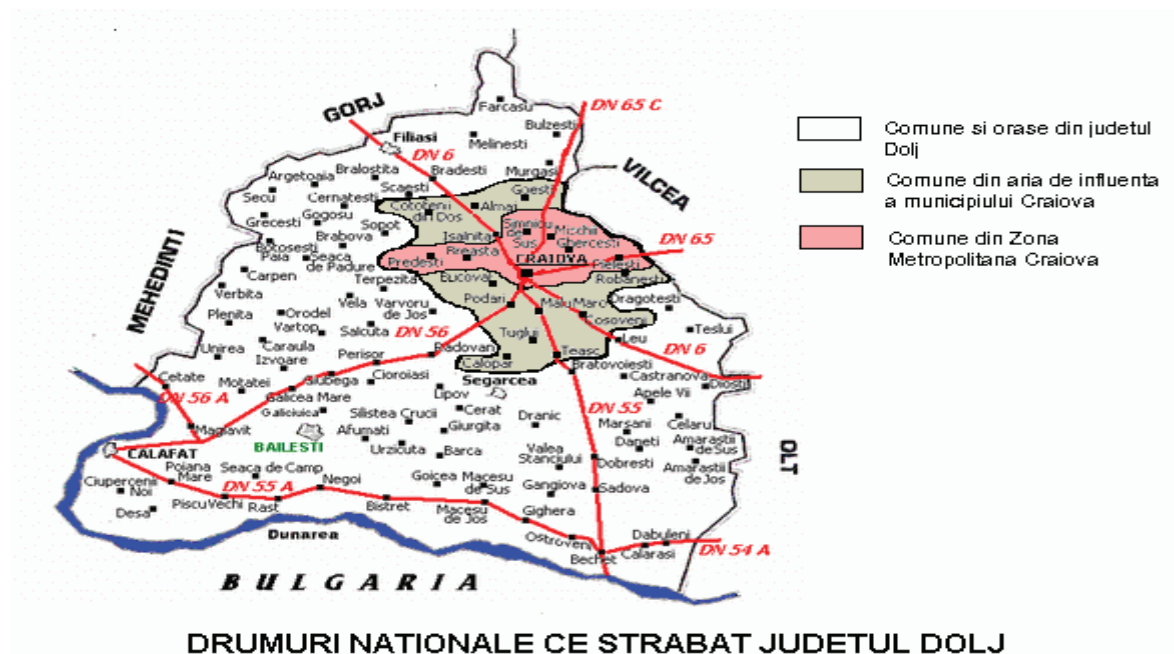 GORJ
Farcasu
DN 65 C
Bulzesti
Filiasi
Melinesti
DN 6
Murgasi
VILCEA
Bralostita
Bradesti
Argetoaia
Scaesti
Goesti
Secu
Cernatesti
Almaj
Cotofenii
din Dos
Gogosu
Grecesti
Simnicu
de
Sus
Sopot
Isalnita
Mischii
Brabova
Ghercesti
DN 65
Botosesti
Paia
Seaca
de Padure
Breasta
Predesti
CRAIOVA
Pielesti
Carpen
Terpezita
Bucovat
Robanesti
MEHEDINTI
Verbita
Vela
Varvoru
de Jos
Podari
Malu Mare
Dragotesti
Plenita
Orodel
Cosoveni
Vartop
Salcuta
DN 56
Tuglui
Teslui
Unirea
Caraula
Izvoare
Perisor
Radovan
Leu
DN 6
Calopar
Teasc
Bratovoiesti
Cetate
Motatei
Siubega
Cioroiasi
Segarcea
Castranova
Diosti
DN 56 A
Galicea Mare
Lipov
Apele Vii
Galiciuica
Silistea Crucii
Cerat
Dranic
DN 55
Maglavit
Giurgita
Marsani
Celaru
BAILESTI
Afumati
Daneti
Amarastii
de Sus
CALAFAT
Urzicuta
Barca
Valea
Stanciului
Dobresti
OLT
Poiana
Mare
Seaca de Camp
Amarastii
de Jos
Ciupercenii
Noi
DN 55 A
Negoi
Goicea
Macesu
de Sus
Gangiova
Sadova
Desa
Piscu Vechi
Rast
Bistret
Macesu
de Jos
Gighera
Dunarea
Ostroveni
Dabuleni
Bechet
Calarasi
DN 54 A
BULGARIA
Comune si orase din judetul
Dolj
Comune din aria de influenta
a municipiului Craiova
Comune din Zona
Metropolitana Craiova
DRUMURI NATIONALE CE STRABAT JUDETUL DOLJ